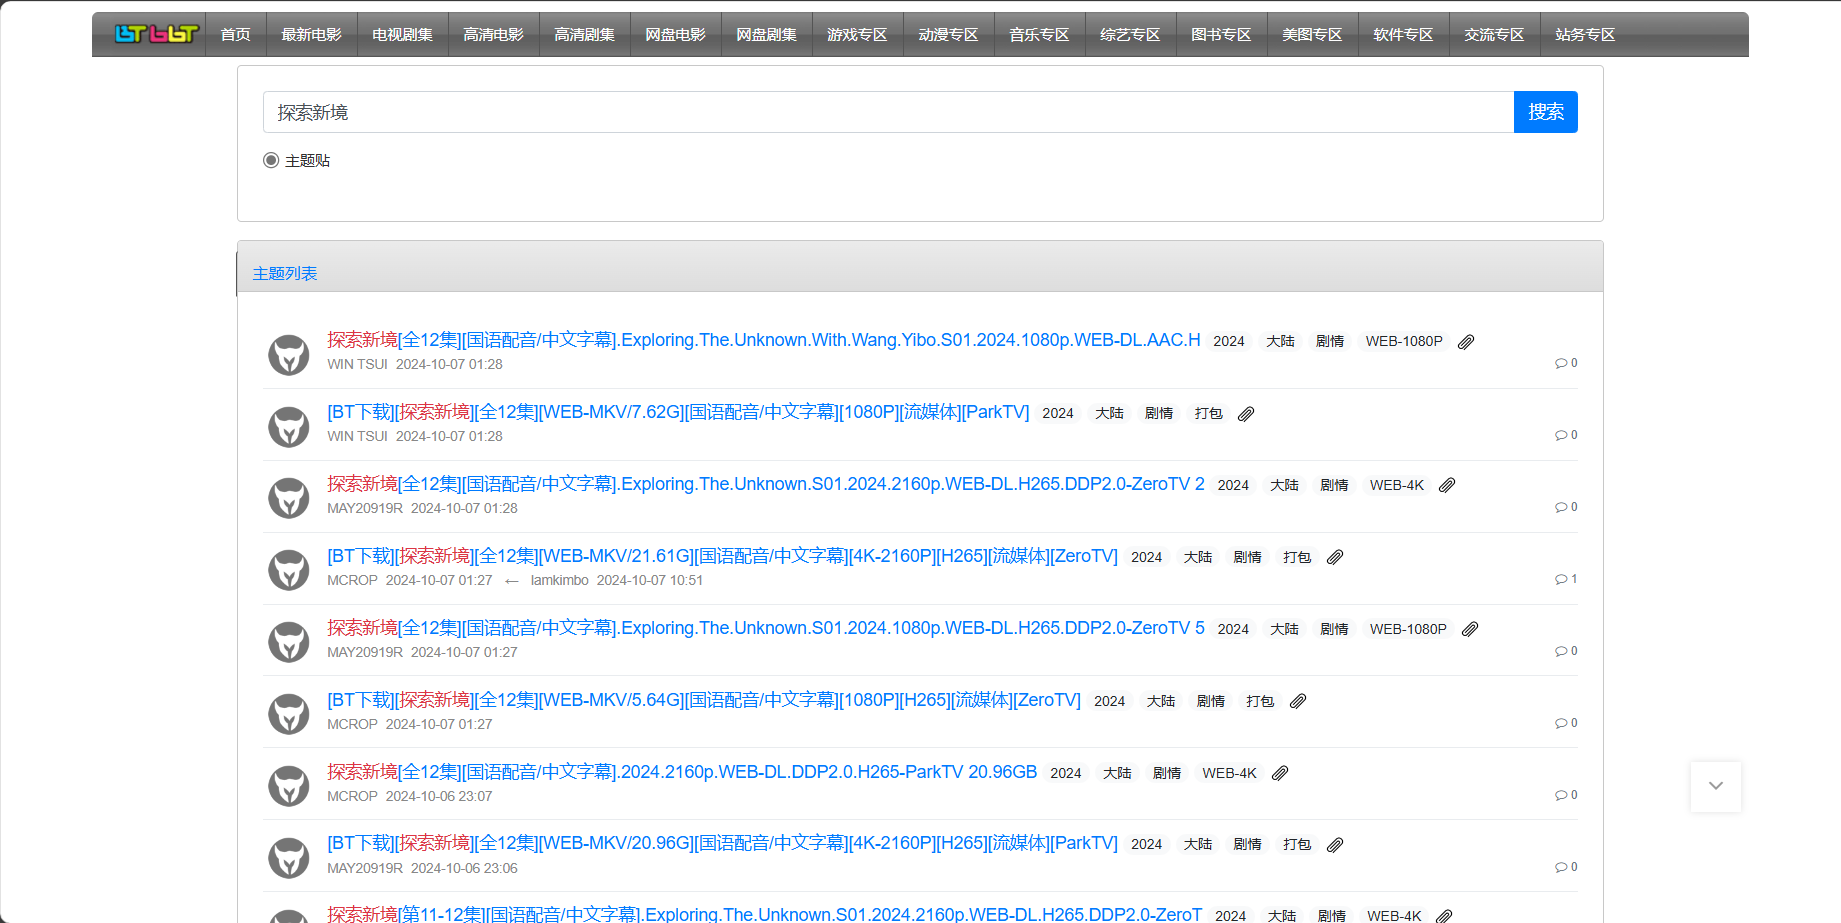 BT bbT 首页 最新电影 电视剧集 高清电影 高清剧集 网盘电影 网盘剧集 游戏专区 动漫专区 音乐专区 综艺专区 图书专区 美图专区 软件专区 交流专区 站务专区
探索新境 搜索
主题贴
主题列表
探索新境[全12集][国语配音/中文字幕].Exploring.The.Unknown.With.Wang.Yibo.S01.2024.1080p.WEB-DL.AAC.H 2024 大陆 剧情 WEB-1080P
WIN TSUI 2024-10-07 01:28 0
[BT下载][探索新境][全12集][WEB-MKV/7.62G][国语配音/中文字幕][1080P][流媒体][ParkTV] 2024 大陆 剧情 打包
WIN TSUI 2024-10-07 01:28 0
探索新境[全12集][国语配音/中文字幕].Exploring.The.Unknown.S01.2024.2160p.WEB-DL.H265.DDP2.0-ZeroTV 2 2024 大陆 剧情 WEB-4K
MAY20919R 2024-10-07 01:28 0
[BT下载][探索新境][全12集][WEB-MKV/21.61G][国语配音/中文字幕][4K-2160P][H265][流媒体][ZeroTV] 2024 大陆 剧情 打包
MCROP 2024-10-07 01:27 ← lamkimbo 2024-10-07 10:51 1
探索新境[全12集][国语配音/中文字幕].Exploring.The.Unknown.S01.2024.1080p.WEB-DL.H265.DDP2.0-ZeroTV 5 2024 大陆 剧情 WEB-1080P
MAY20919R 2024-10-07 01:27 0
[BT下载][探索新境][全12集][WEB-MKV/5.64G][国语配音/中文字幕][1080P][H265][流媒体][ZeroTV] 2024 大陆 剧情 打包
MCROP 2024-10-07 01:27 0
探索新境[全12集][国语配音/中文字幕].2024.2160p.WEB-DL.DDP2.0.H265-ParkTV 20.96GB 2024 大陆 剧情 WEB-4K
MCROP 2024-10-06 23:07 0
[BT下载][探索新境][全12集][WEB-MKV/20.96G][国语配音/中文字幕][4K-2160P][H265][流媒体][ParkTV] 2024 大陆 剧情 打包
MAY20919R 2024-10-06 23:06 0
探索新境[第11-12集][国语配音/中文字幕].Exploring.The.Unknown.S01.2024.2160p.WEB-DL.H265.DDP2.0-ZeroT 2024 大陆 剧情 WEB-4K